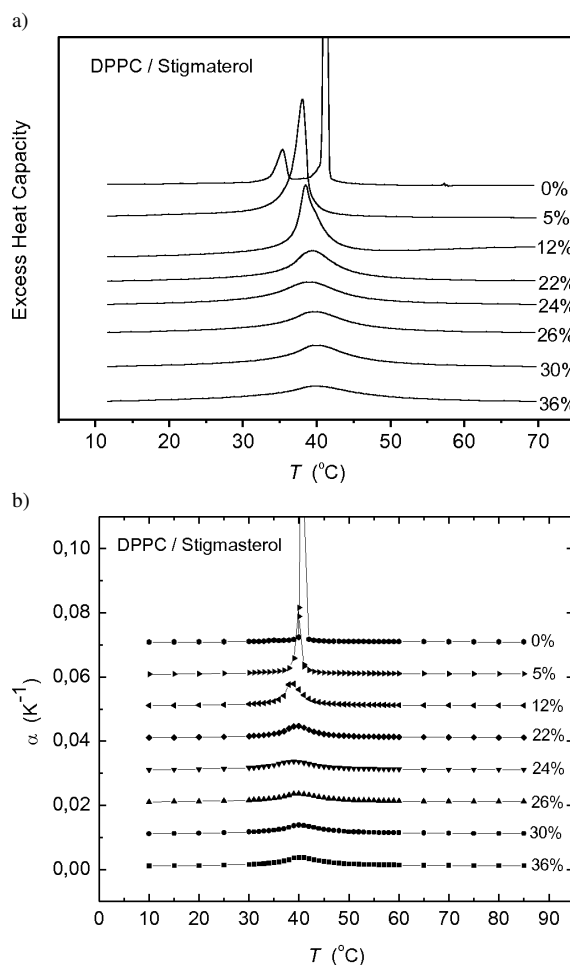 a)
DPPC / Stigmaterol
Excess Heat Capacity
0%
5%
12%
22%
24%
26%
30%
36%
10 20 30 40 50 60 70
T (°C)
b)
DPPC / Stigmasterol
α (K⁻¹)
0,10
0,08
0,06
0,04
0,02
0,00
0%
5%
12%
22%
24%
26%
30%
36%
0 10 20 30 40 50 60 70 80 90
T (°C)